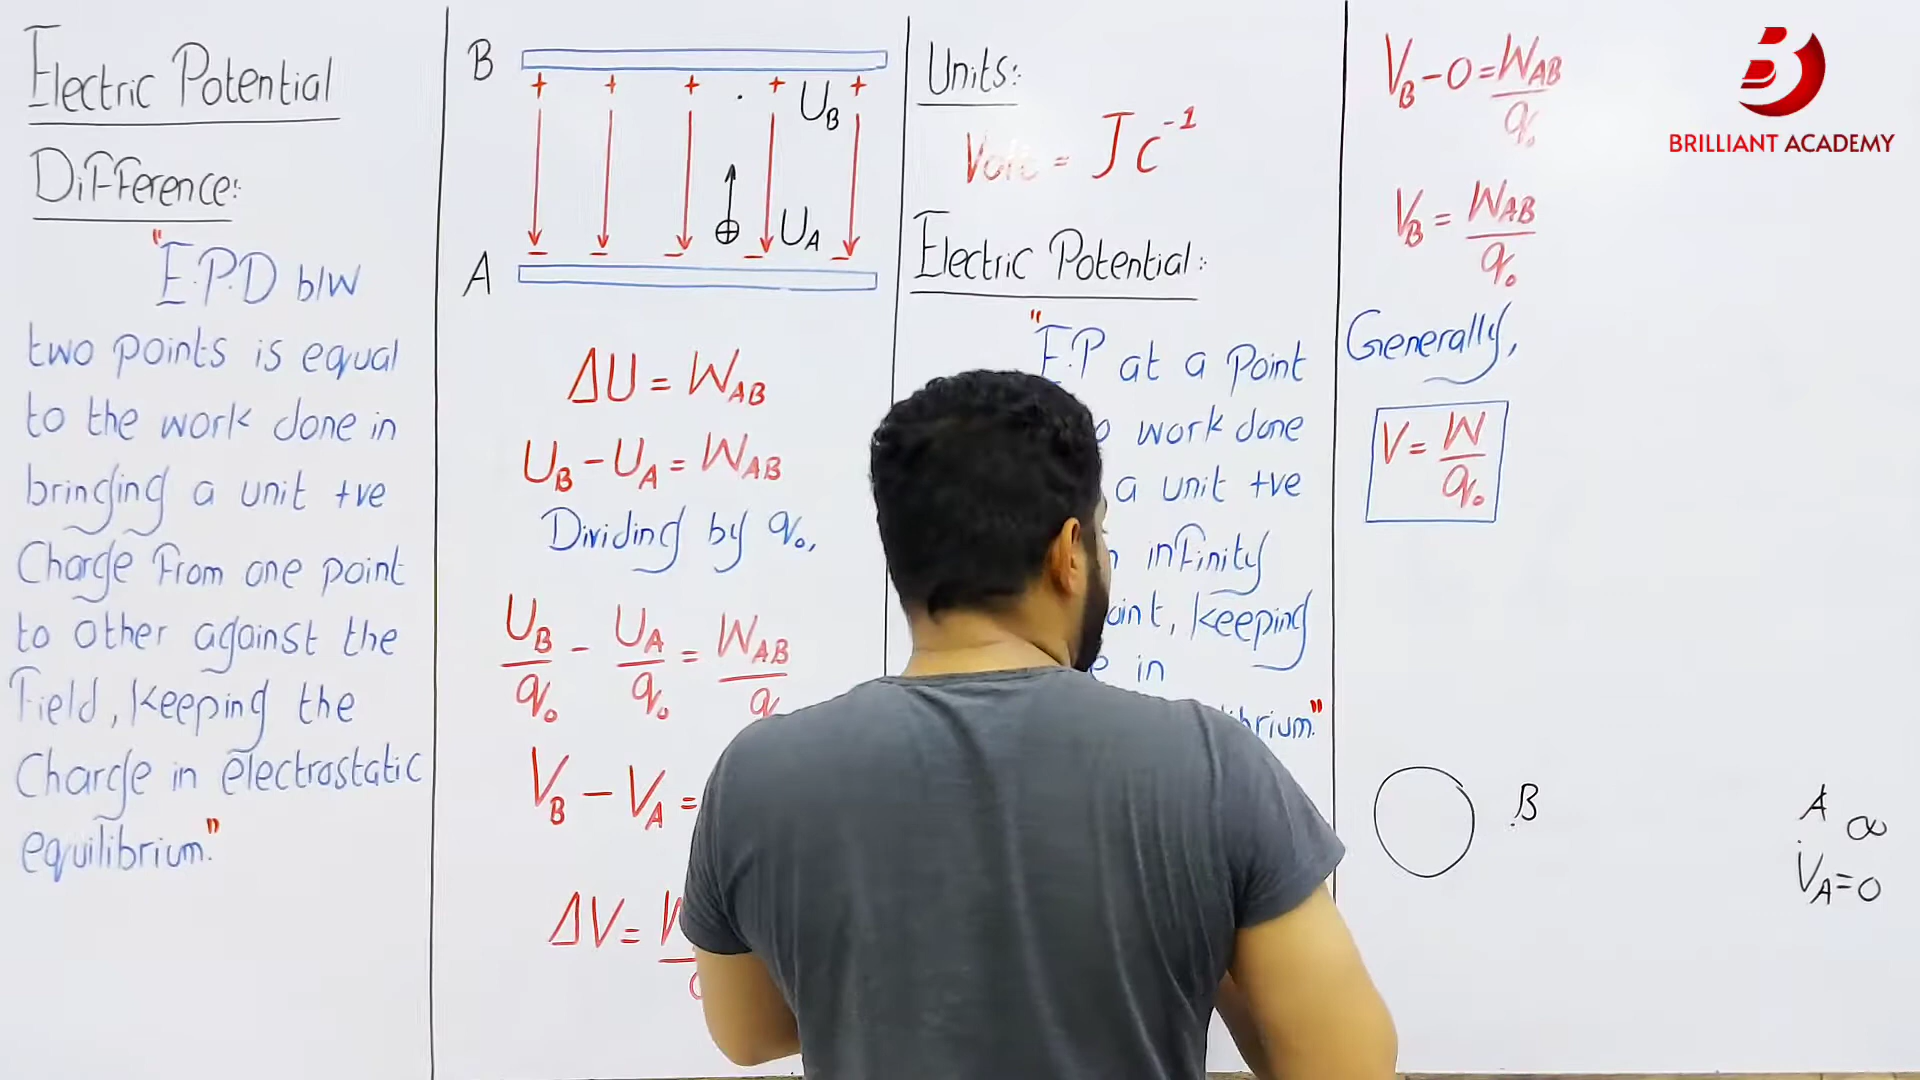 Electric Potential
Difference:
"E.P.D b/w
two points is equal
to the work done in
bringing a unit +ve
Charge from one point
to other against the
Field, Keeping the
Charge in electrostatic
equilibrium."
B
+ + + + +
U_B
⊕ U_A
− − − − −
A
ΔU = W_AB
U_B − U_A = W_AB
Dividing by q₀,
U_B/q₀ − U_A/q₀ = W_AB/q
V_B − V_A =
ΔV =
Units:
Volt = JC⁻¹
Electric Potential:
"E.P at a Point
work done
a unit +ve
infinity
Keeping
in
"
V_B − 0 = W_AB/q₀
V_B = W_AB/q₀
Generally,
V = W/q₀
B
A ∞
V_A = 0
B
BRILLIANT ACADEMY